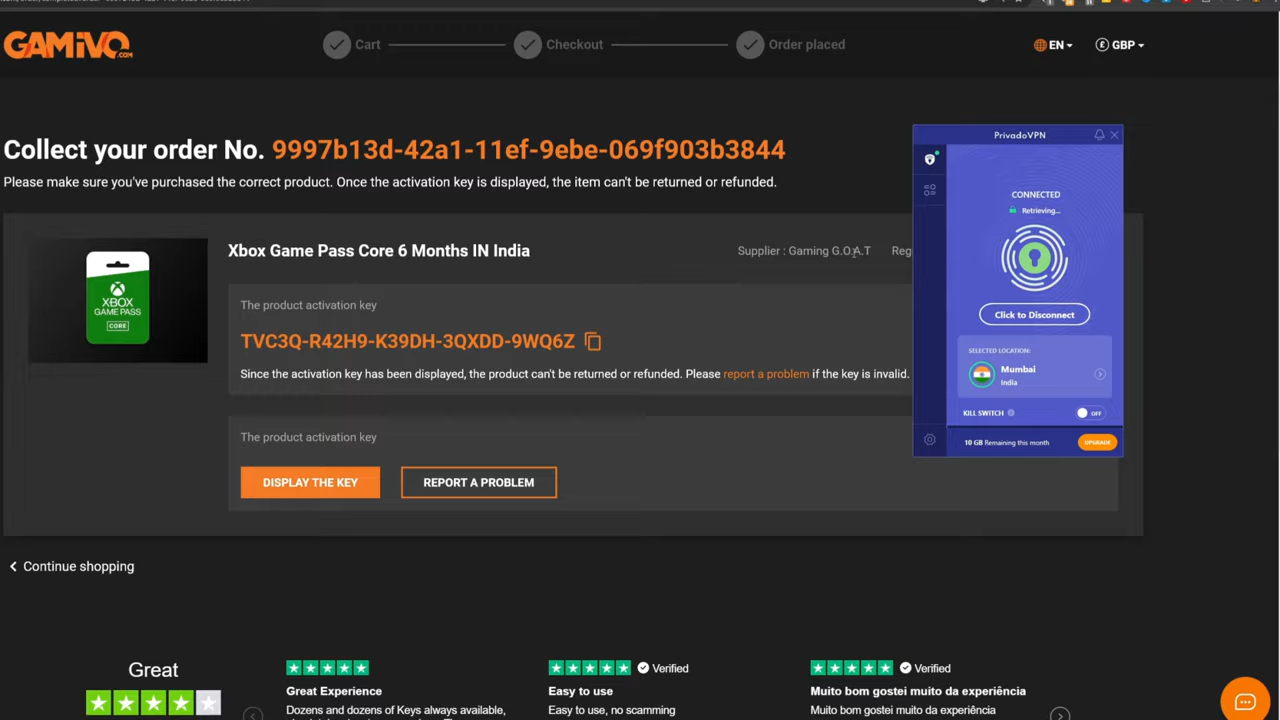 GAMIVO.COM
Cart
Checkout
Order placed
EN
£ GBP
Collect your order No. 9997b13d-42a1-11ef-9ebe-069f903b3844
Please make sure you've purchased the correct product. Once the activation key is displayed, the item can't be returned or refunded.
XBOX
GAME PASS
CORE
Xbox Game Pass Core 6 Months IN India
Supplier : Gaming G.O.A.T
The product activation key
TVC3Q-R42H9-K39DH-3QXDD-9WQ6Z
Since the activation key has been displayed, the product can't be returned or refunded. Please report a problem if the key is invalid.
The product activation key
DISPLAY THE KEY
REPORT A PROBLEM
PrivadoVPN
CONNECTED
Retrieving...
Click to Disconnect
SELECTED LOCATION:
Mumbai
India
KILL SWITCH
OFF
10 GB Remaining this month
UPGRADE
Continue shopping
Great
Great Experience
Dozens and dozens of Keys always available,
Verified
Easy to use
Easy to use, no scamming
Verified
Muito bom gostei muito da experiência
Muito bom gostei muito da experiência